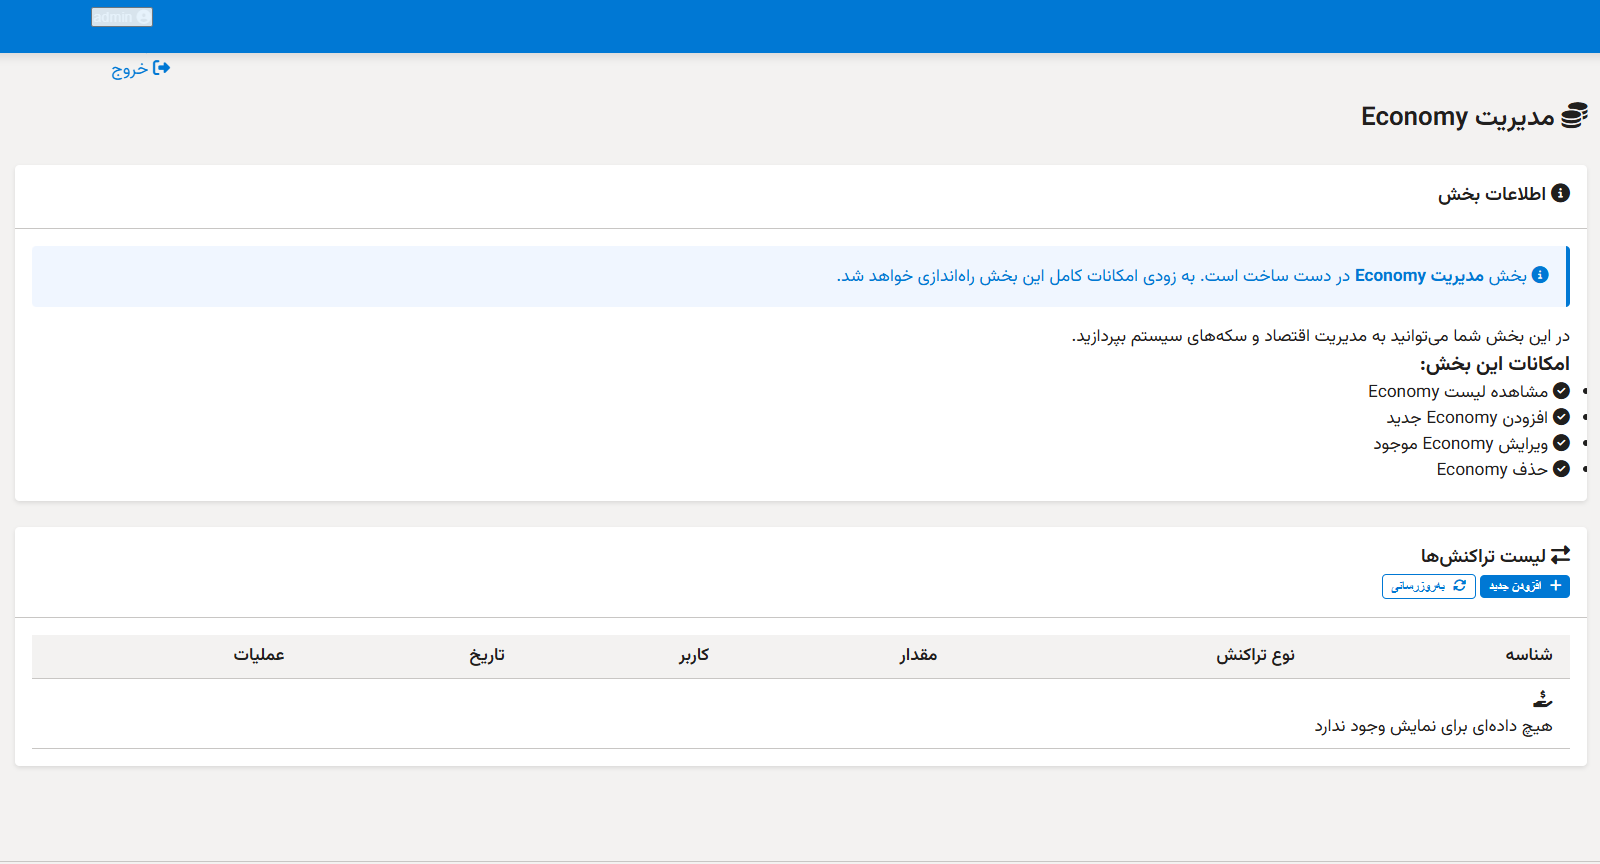 admin
خروج
مدیریت Economy
اطلاعات بخش
بخش مدیریت Economy در دست ساخت است. به زودی امکانات کامل این بخش راه‌اندازی خواهد شد.
در این بخش شما می‌توانید به مدیریت اقتصاد و سکه‌های سیستم بپردازید.
امکانات این بخش:
مشاهده لیست Economy
افزودن Economy جدید
ویرایش Economy موجود
حذف Economy
لیست تراکنش‌ها
افزودن جدید به‌روزرسانی
شناسه نوع تراکنش مقدار کاربر تاریخ عملیات
هیچ داده‌ای برای نمایش وجود ندارد